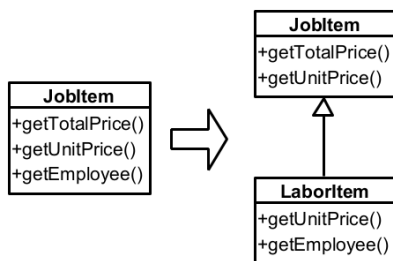 JobItem
+getTotalPrice()
+getUnitPrice()
+getEmployee()
JobItem
+getTotalPrice()
+getUnitPrice()
LaborItem
+getUnitPrice()
+getEmployee()